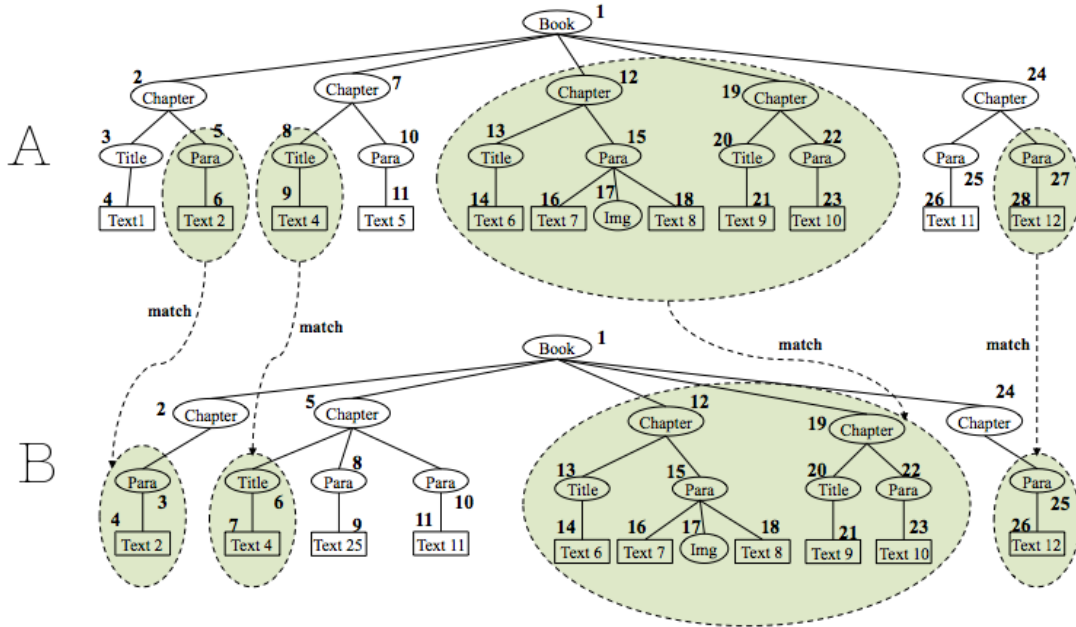 Book 1
2 7 12 24
Chapter Chapter Chapter 19 Chapter Chapter
A
3 5 8 10 13 15 20 22
Title Para Title Para Title Para Title Para Para Para
25 27
4 6 9 11 14 16 17 18 21 23 26 28
Text1 Text 2 Text 4 Text 5 Text 6 Text 7 Img Text 8 Text 9 Text 10 Text 11 Text 12
match match match match
Book 1
2 5 12 24
Chapter Chapter Chapter 19 Chapter Chapter
B
8 13 15 20 22
Para Title Para Para Title Para Title Para Para
3 6 10 25
4 7 9 11 14 16 17 18 21 23 26
Text 2 Text 4 Text 25 Text 11 Text 6 Text 7 Img Text 8 Text 9 Text 10 Text 12